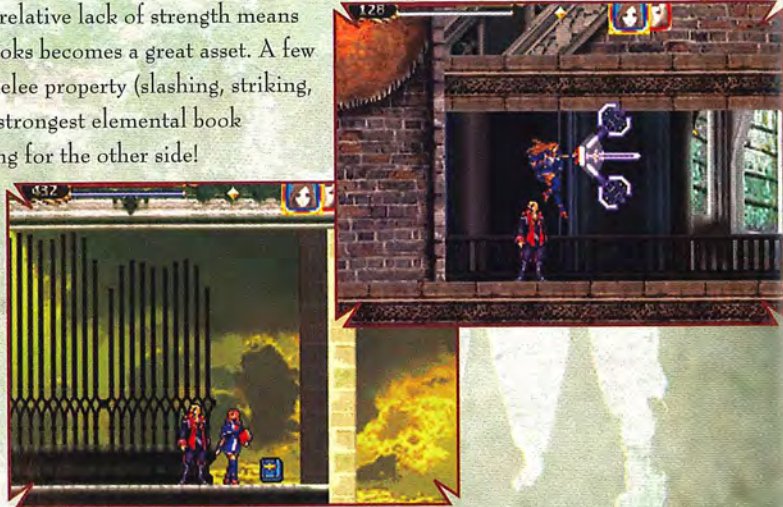 relative lack of strength means
oks becomes a great asset. A few
elee property (slashing, striking,
strongest elemental book
ng for the other side!
128
432